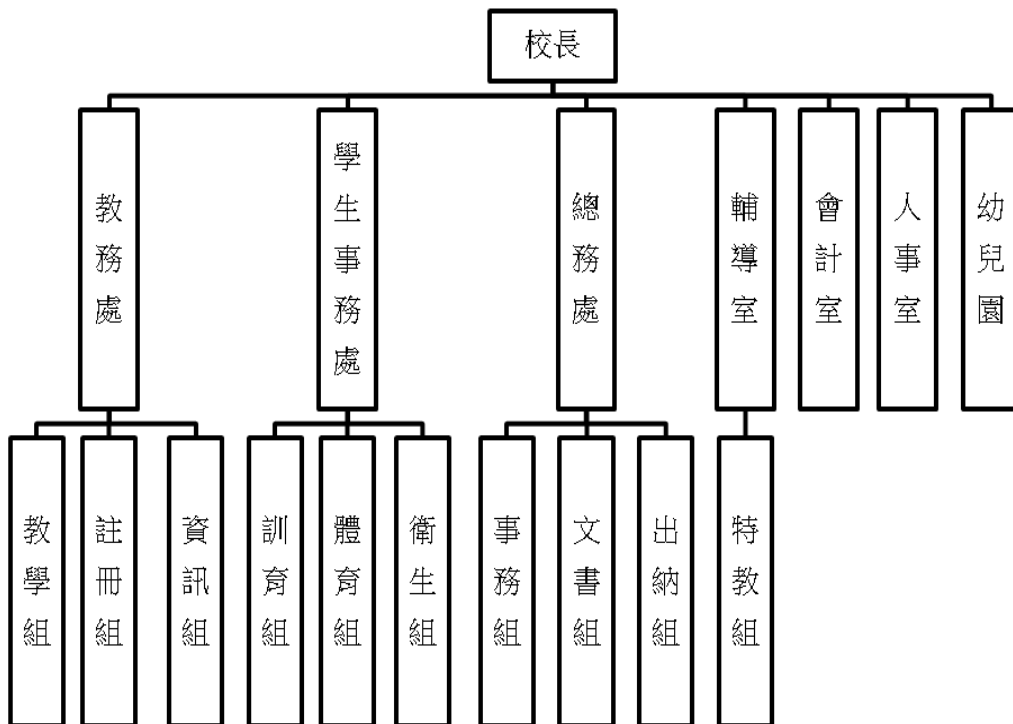 校長
教務處
學生事務處
總務處
輔導室
會計室
人事室
幼兒園
教學組
註冊組
資訊組
訓育組
體育組
衛生組
事務組
文書組
出納組
特教組